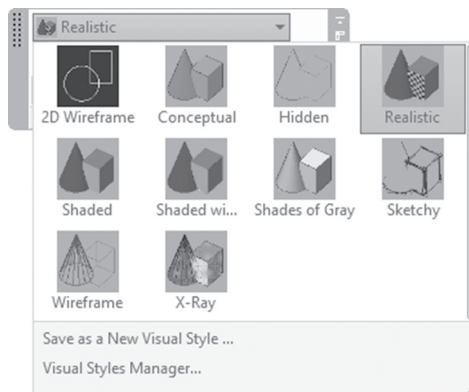 Realistic
2D Wireframe Conceptual Hidden Realistic
Shaded Shaded wi... Shades of Gray Sketchy
Wireframe X-Ray
Save as a New Visual Style ...
Visual Styles Manager...